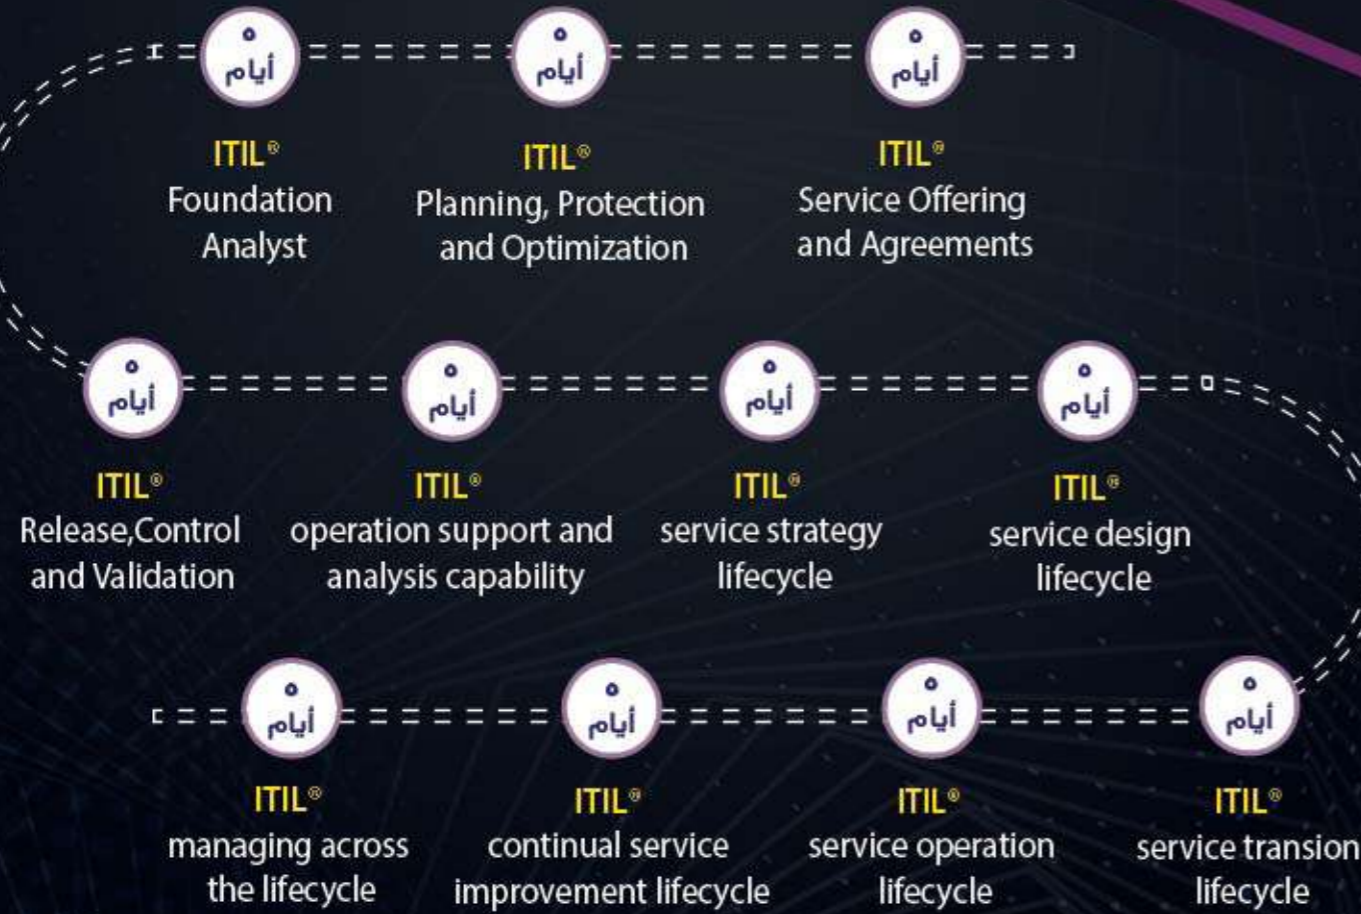 ٥
أيام
ITIL®
Foundation
Analyst
٥
أيام
ITIL®
Planning, Protection
and Optimization
٥
أيام
ITIL®
Service Offering
and Agreements
٥
أيام
ITIL®
Release,Control
and Validation
٥
أيام
ITIL®
operation support and
analysis capability
٥
أيام
ITIL®
service strategy
lifecycle
٥
أيام
ITIL®
service design
lifecycle
٥
أيام
ITIL®
managing across
the lifecycle
٥
أيام
ITIL®
continual service
improvement lifecycle
٥
أيام
ITIL®
service operation
lifecycle
٥
أيام
ITIL®
service transion
lifecycle